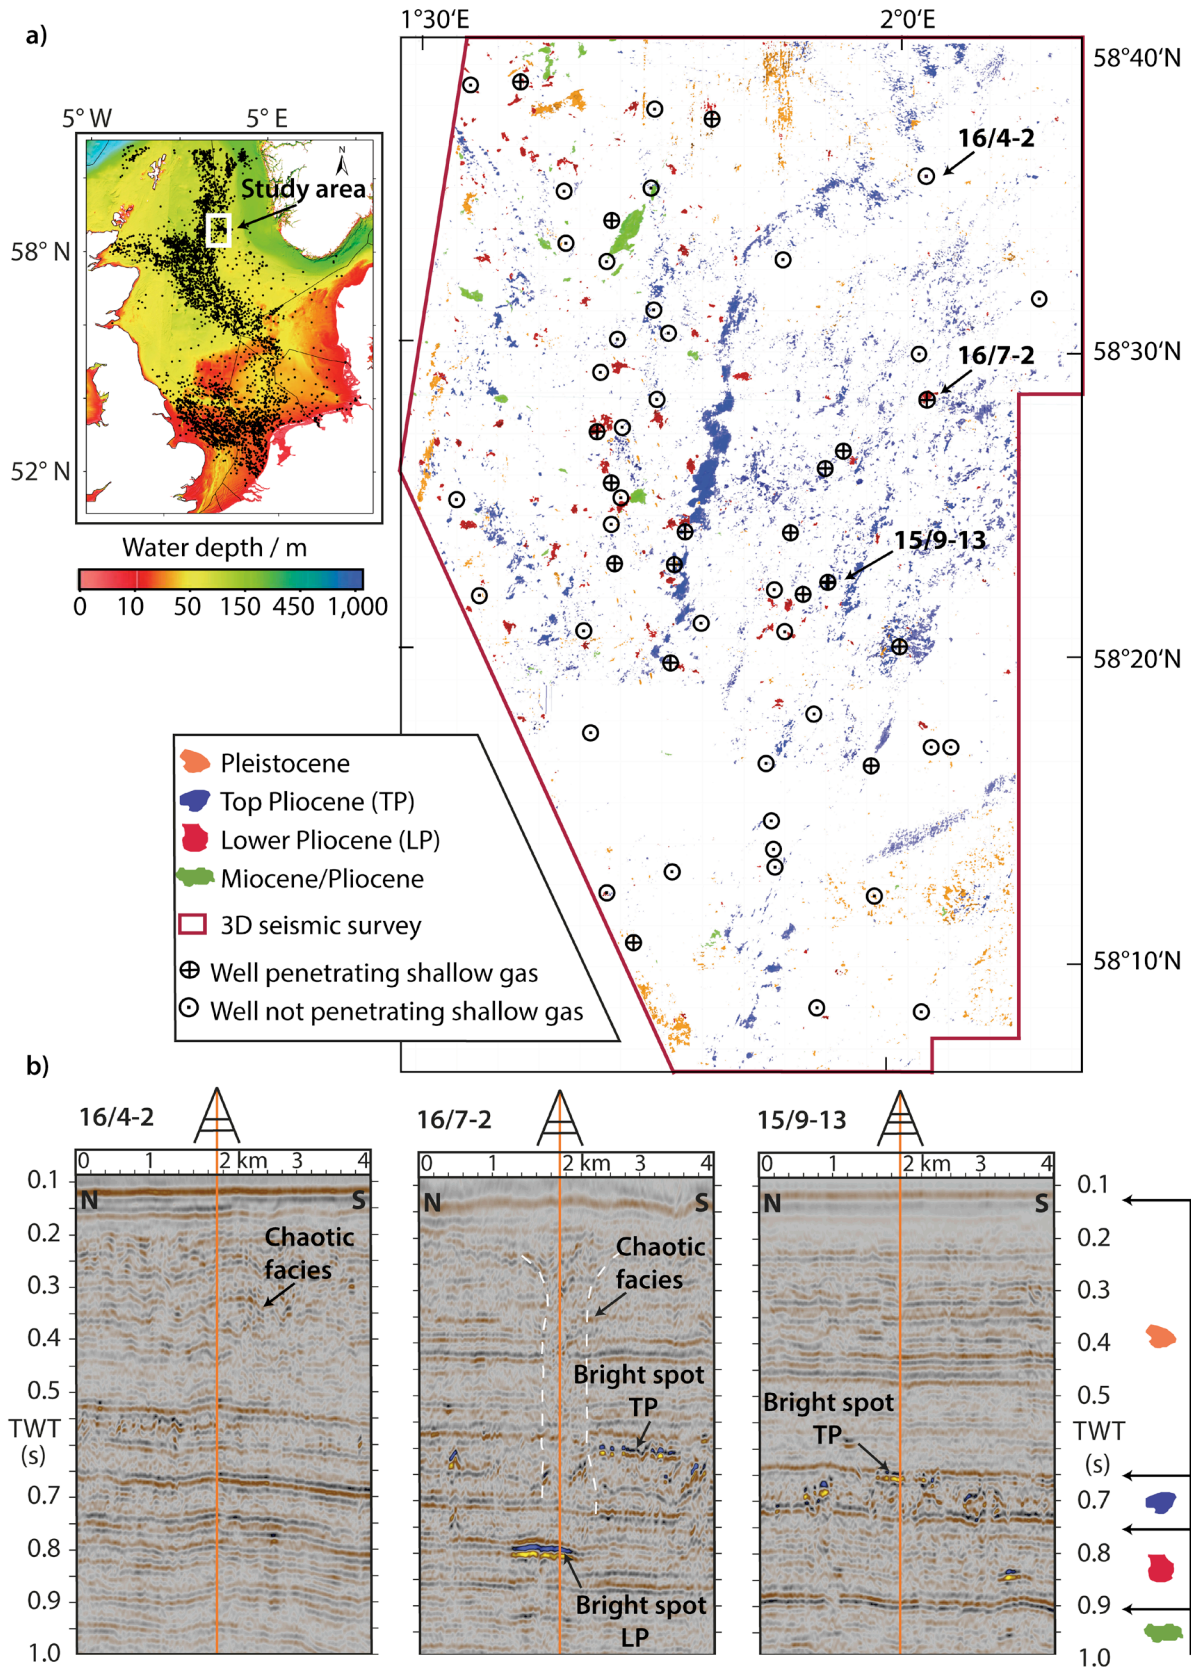 a)
1°30′E
2°0′E
58°40′N
5°W
5°E
N
Study area
16/4-2
58° N
58°30′N
16/7-2
52° N
15/9-13
Water depth / m
0 10 50 150 450 1,000
58°20′N
Pleistocene
Top Pliocene (TP)
Lower Pliocene (LP)
Miocene/Pliocene
3D seismic survey
Well penetrating shallow gas
Well not penetrating shallow gas
58°10′N
b)
16/4-2
16/7-2
15/9-13
0 1 2 km 3 4
0 1 2 km 3 4
0 1 2 km 3 4
0.1
0.2
0.3
0.4
0.5
TWT
(s)
0.7
0.8
0.9
1.0
N S
Chaotic
facies
N S
Chaotic
facies
Bright spot
TP
Bright spot
LP
N S
Bright spot
TP
0.1
0.2
0.3
0.4
0.5
TWT
(s)
0.7
0.8
0.9
1.0